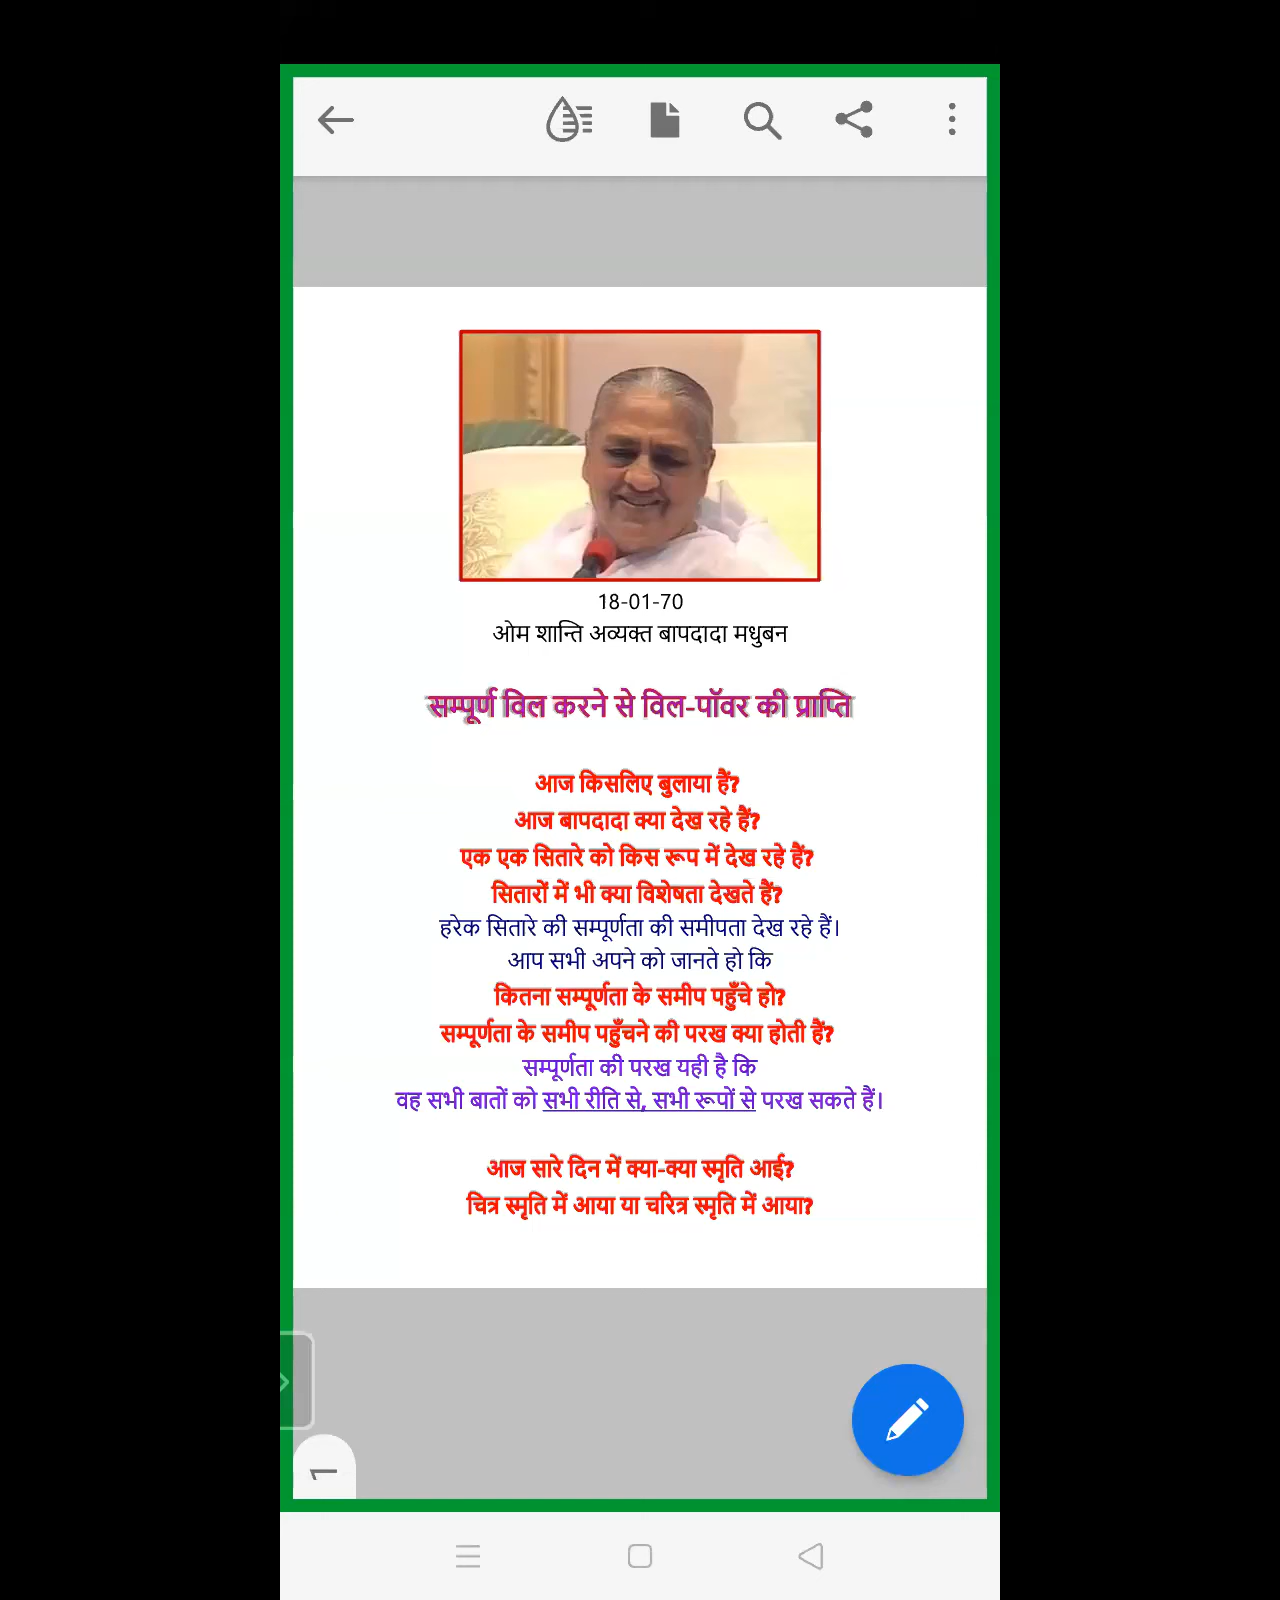 18-01-70
ओम शान्ति अव्यक्त बापदादा मधुबन
सम्पूर्ण विल करने से विल-पॉवर की प्राप्ति
आज किसलिए बुलाया हैं?
आज बापदादा क्या देख रहे हैं?
एक एक सितारे को किस रूप में देख रहे हैं?
सितारों में भी क्या विशेषता देखते हैं?
हरेक सितारे की सम्पूर्णता की समीपता देख रहे हैं।
आप सभी अपने को जानते हो कि
कितना सम्पूर्णता के समीप पहुँचे हो?
सम्पूर्णता के समीप पहुँचने की परख क्या होती हैं?
सम्पूर्णता की परख यही है कि
वह सभी बातों को सभी रीति से, सभी रूपों से परख सकते हैं।
आज सारे दिन में क्या-क्या स्मृति आई?
चित्र स्मृति में आया या चरित्र स्मृति में आया?
1